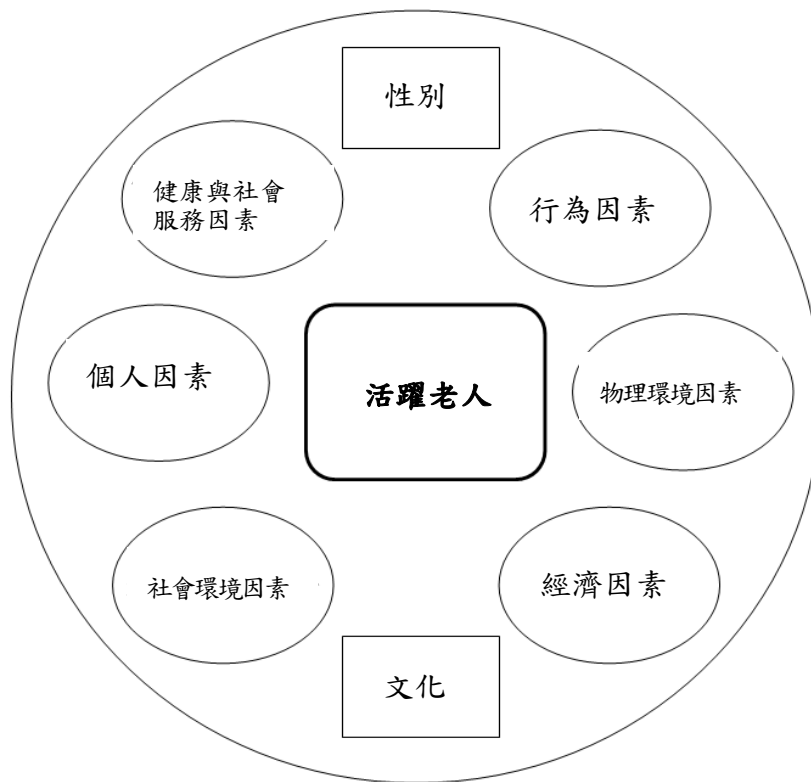 性別
健康與社會
服務因素
行為因素
個人因素
活躍老人
物理環境因素
社會環境因素
經濟因素
文化